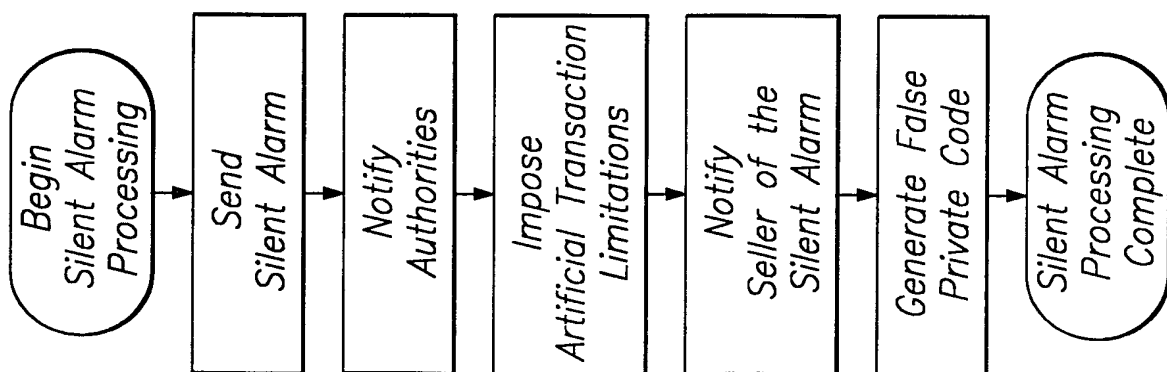 Begin
Silent Alarm
Processing
Send
Silent Alarm
Notify
Authorities
Impose
Artificial Transaction
Limitations
Notify
Seller of the
Silent Alarm
Generate False
Private Code
Silent Alarm
Processing
Complete